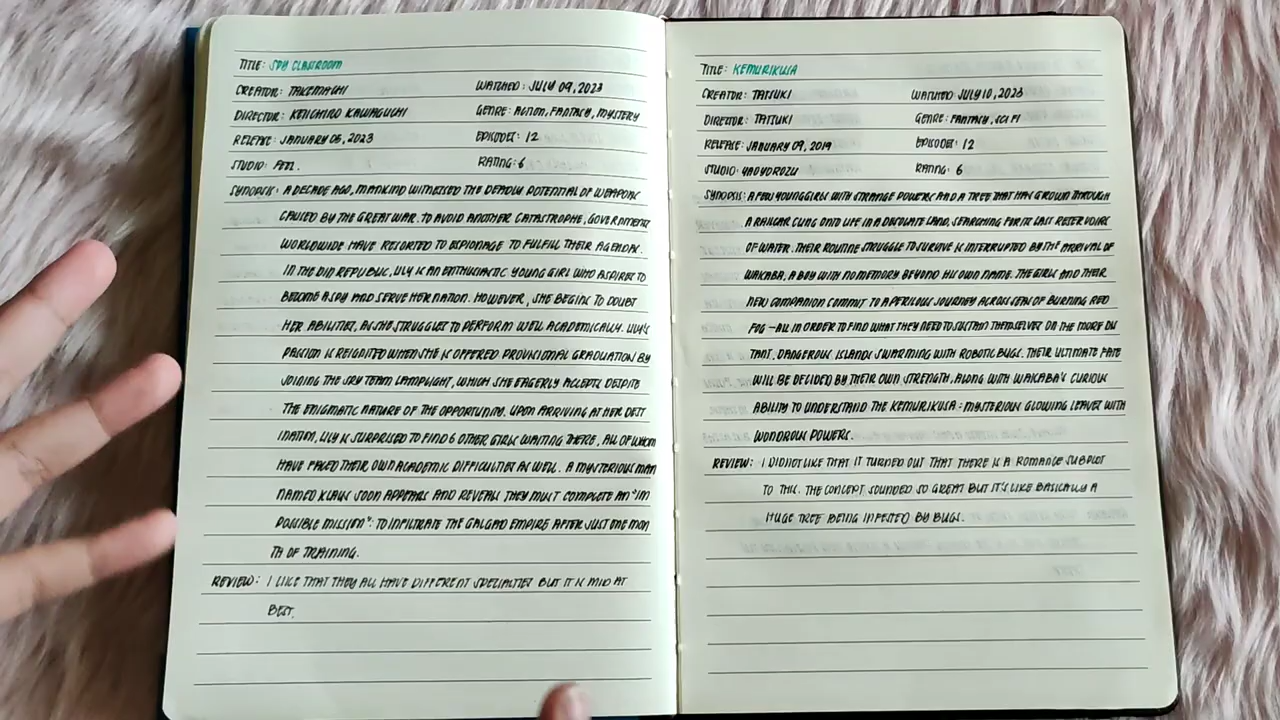 TITLE: SPY CLASSROOM
CREATOR: TAKEMACHI
WATCHED: JULY 09, 2023
DIRECTOR: KEIICHIRO KAWAGUCHI
GENRE: ACTION, FANTASY, MYSTERY
RELEASE: JANUARY 05, 2023
EPISODES: 12
STUDIO: FEEL.
RATING: 6
SYNOPSIS: A DECADE AGO, MANKIND WITNESSED THE DEADLY POTENTIAL OF WEAPONS
CAUSED BY THE GREAT WAR. TO AVOID ANOTHER CATASTROPHE, GOVERNMENTS
WORLDWIDE HAVE RESORTED TO ESPIONAGE TO FULFILL THEIR AGENDAS.
IN THE DIN REPUBLIC, LILY IS AN ENTHUSIASTIC YOUNG GIRL WHO ASPIRES TO
BECOME A SPY AND SERVE HER NATION. HOWEVER, SHE BEGINS TO DOUBT
HER ABILITIES, AS SHE STRUGGLES TO PERFORM WELL ACADEMICALLY. LILY'S
PASSION IS REIGNITED WHEN SHE IS OFFERED PROVISIONAL GRADUATION BY
JOINING THE SPY TEAM LAMPLIGHT, WHICH SHE EAGERLY ACCEPTS DESPITE
THE ENIGMATIC NATURE OF THE OPPORTUNITY. UPON ARRIVING AT HER DEST
INATION, LILY IS SURPRISED TO FIND 6 OTHER GIRLS WAITING THERE, ALL OF WHOM
HAVE FACED THEIR OWN ACADEMIC DIFFICULTIES AS WELL. A MYSTERIOUS MAN
NAMED KLAUS SOON APPEARS AND REVEALS THEY MUST COMPLETE AN "IM
POSSIBLE MISSION": TO INFILTRATE THE GALGAD EMPIRE AFTER JUST ONE MON
TH OF TRAINING.
REVIEW: I LIKE THAT THEY ALL HAVE DIFFERENT SPECIALTIES BUT IT IS MID AT
BEST.
TITLE: KEMURIKUSA
CREATOR: TATSUKI
WATCHED: JULY 10, 2023
DIRECTOR: TATSUKI
GENRE: FANTASY, SCI FI
RELEASE: JANUARY 09, 2019
EPISODES: 12
STUDIO: YAOYOROZU
RATING: 6
SYNOPSIS: A FEW YOUNG GIRLS WITH STRANGE POWERS AND A TREE THAT HAS GROWN THROUGH
A RAILCAR CLING ONTO LIFE IN A DESOLATE LAND, SEARCHING FOR ITS LAST RESERVOIRS
OF WATER. THEIR ROUTINE STRUGGLE TO SURVIVE IS INTERRUPTED BY THE ARRIVAL OF
WAKABA, A BOY WITH NO MEMORY BEYOND HIS OWN NAME. THE GIRLS AND THEIR
NEW COMPANION COMMIT TO A PERILOUS JOURNEY ACROSS SEAS OF BURNING RED
FOG — ALL IN ORDER TO FIND WHAT THEY NEED TO SUSTAIN THEMSELVES ON THE MORE DIS
TANT, DANGEROUS ISLANDS SWARMING WITH ROBOTIC BUGS. THEIR ULTIMATE FATE
WILL BE DECIDED BY THEIR OWN STRENGTH, ALONG WITH WAKABA'S CURIOUS
ABILITY TO UNDERSTAND THE KEMURIKUSA: MYSTERIOUS GLOWING LEAVES WITH
WONDROUS POWERS.
REVIEW: I DID NOT LIKE THAT IT TURNED OUT THAT THERE IS A ROMANCE SUBPLOT
TO THIS. THE CONCEPT SOUNDED SO GREAT BUT IT'S LIKE BASICALLY A
HUGE TREE BEING INFESTED BY BUGS.